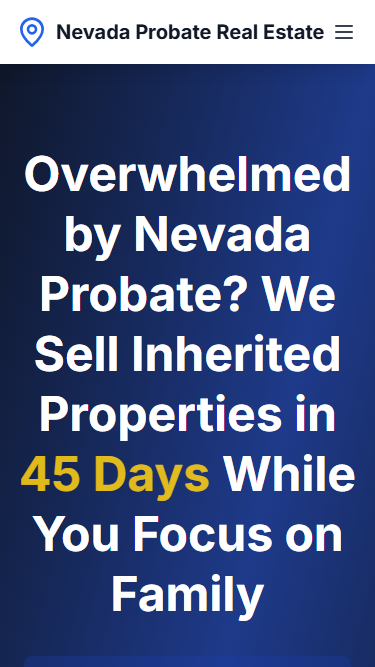 Nevada Probate Real Estate
Overwhelmed
by Nevada
Probate? We
Sell Inherited
Properties in
45 Days While
You Focus on
Family